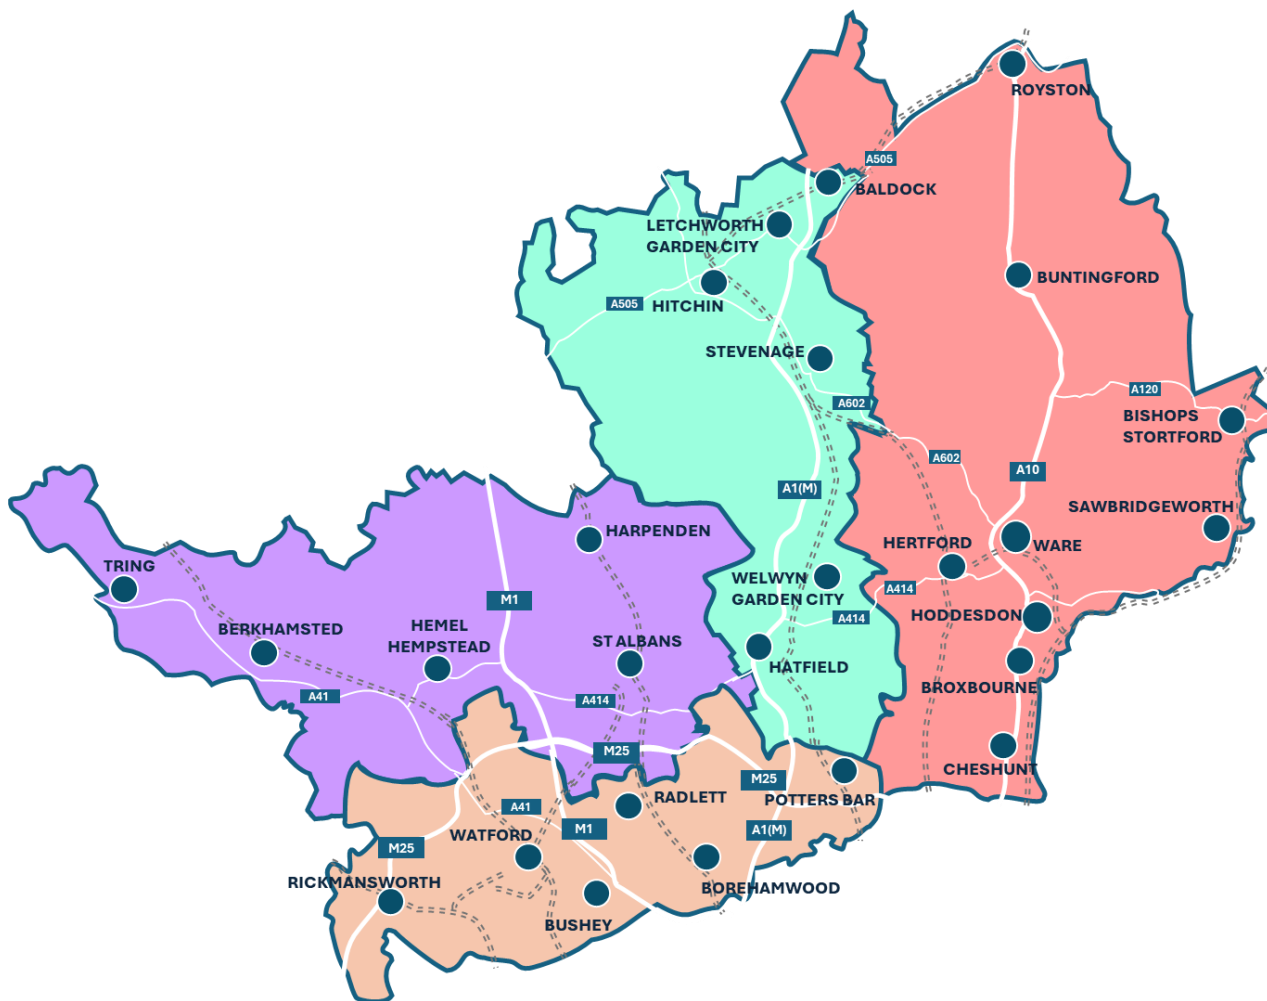 ROYSTON
A505
BALDOCK
LETCHWORTH
GARDEN CITY
BUNTINGFORD
A505
HITCHIN
STEVENAGE
A120
A602
BISHOPS
STORTFORD
A602
A10
A1(M)
SAWBRIDGEWORTH
HARPENDEN
HERTFORD
WARE
TRING
WELWYN
GARDEN CITY
A414
M1
A414
HODDESDON
BERKHAMSTED
HEMEL
HEMPSTEAD
ST ALBANS
HATFIELD
BROXBOURNE
A41
A414
M25
CHESHUNT
M25
RADLETT
POTTERS BAR
A41
WATFORD
M1
A1(M)
M25
RICKMANSWORTH
BOREHAMWOOD
BUSHEY